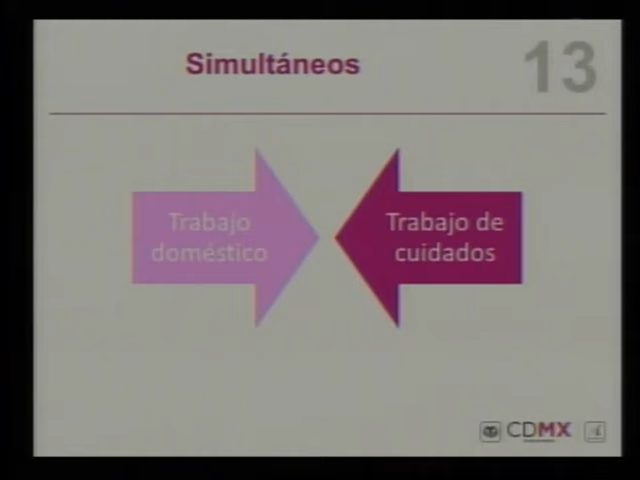 Simultáneos
13
Trabajo
doméstico
Trabajo de
cuidados
CDMX